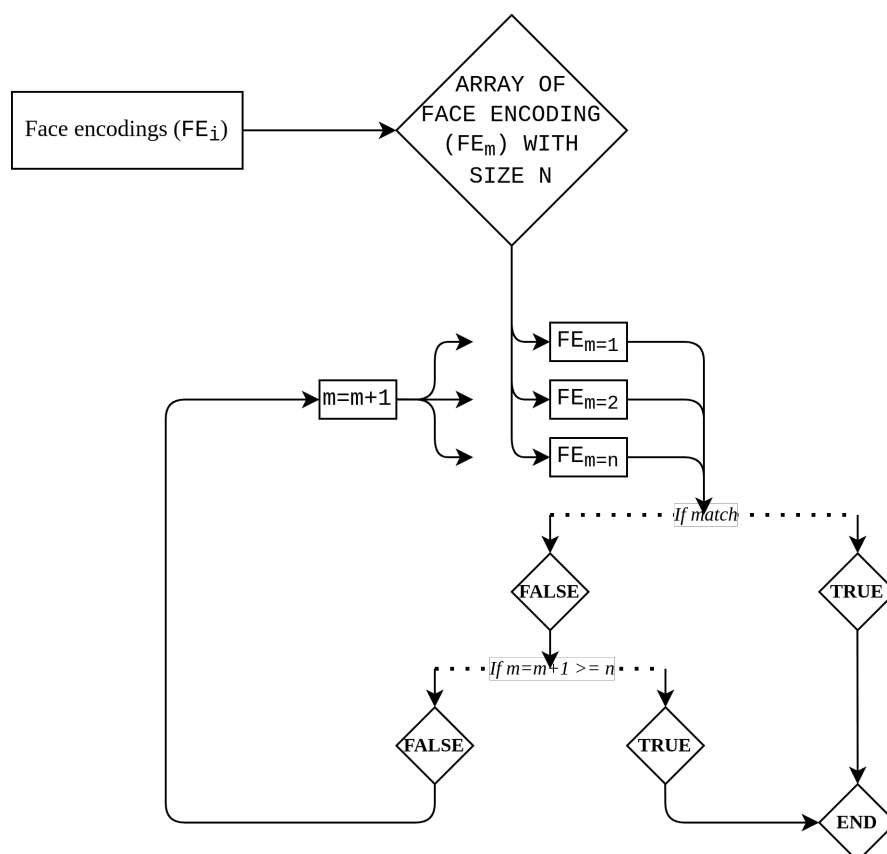 ARRAY OF
FACE ENCODING
(FEm) WITH
SIZE N
Face encodings (FEi)
FEm=1
m=m+1
FEm=2
FEm=n
If match
FALSE
TRUE
If m=m+1 >= n
FALSE
TRUE
END